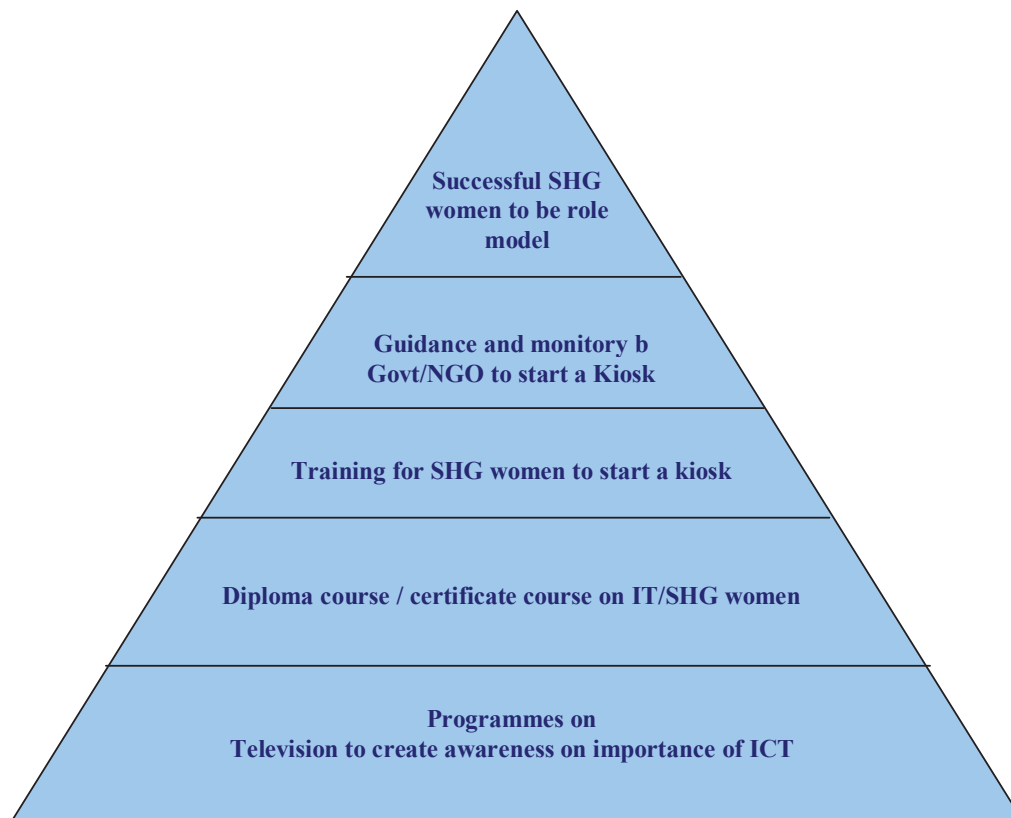 Successful SHG
women to be role
model
Guidance and monitory b
Govt/NGO to start a Kiosk
Training for SHG women to start a kiosk
Diploma course / certificate course on IT/SHG women
Programmes on
Television to create awareness on importance of ICT